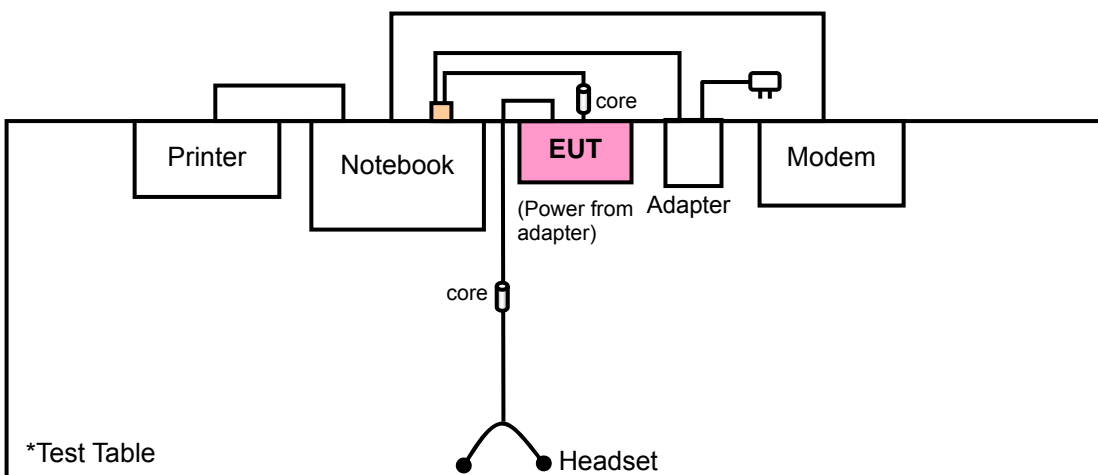 core
Printer
Notebook
EUT
Modem
(Power from
adapter)
Adapter
core
*Test Table
Headset